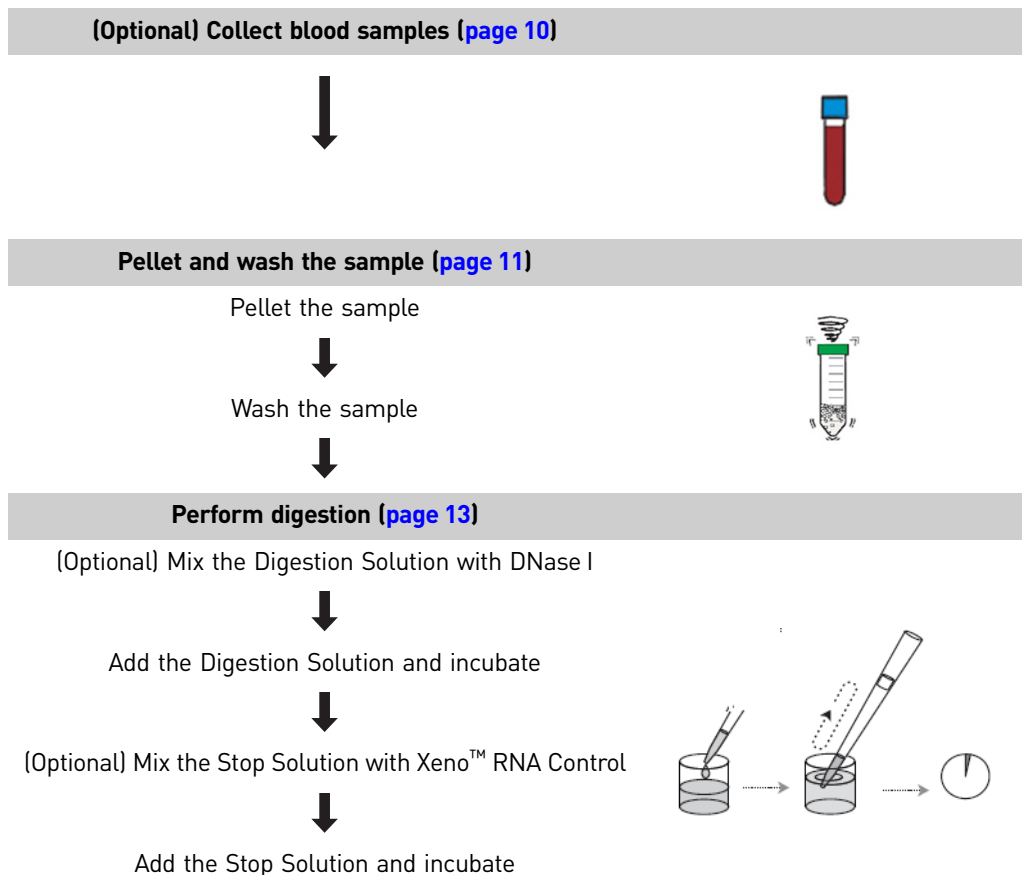 (Optional) Collect blood samples (page 10)
Pellet and wash the sample (page 11)
Pellet the sample
Wash the sample
Perform digestion (page 13)
(Optional) Mix the Digestion Solution with DNase I
Add the Digestion Solution and incubate
(Optional) Mix the Stop Solution with Xeno™ RNA Control
Add the Stop Solution and incubate